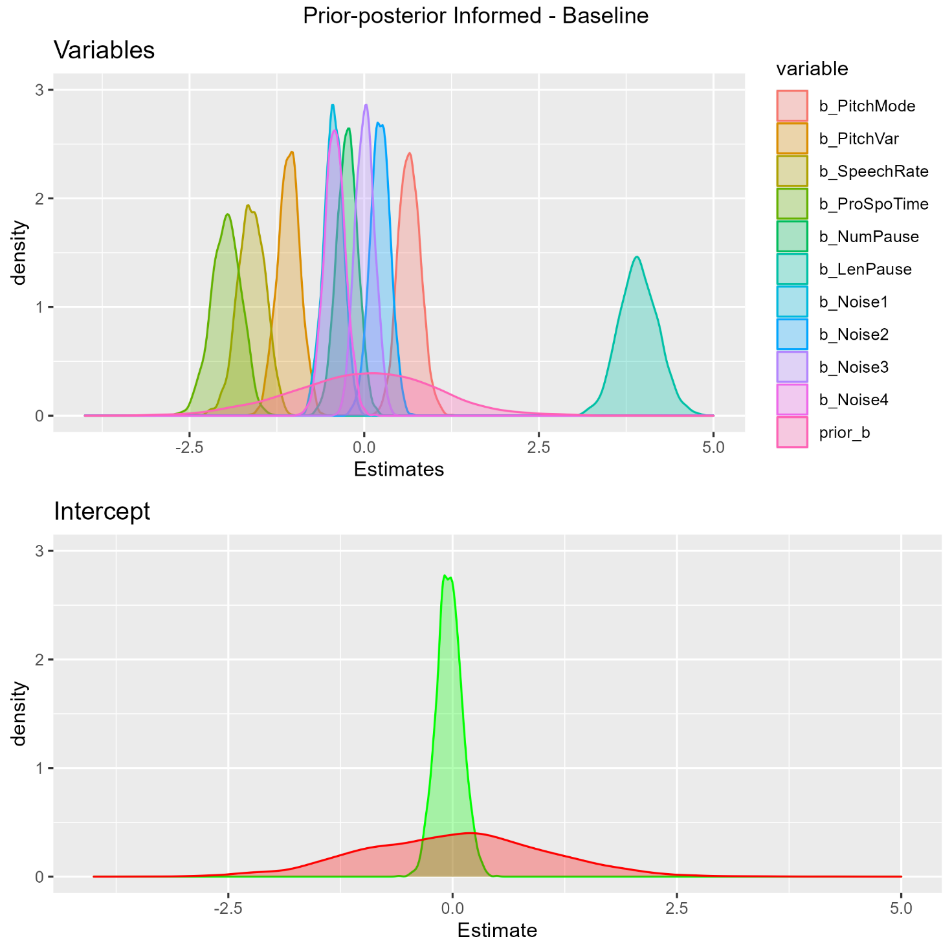 Prior-posterior Informed - Baseline
Variables
3
2
1
0
density
-2.5 0.0 2.5 5.0
Estimates
variable
b_PitchMode
b_PitchVar
b_SpeechRate
b_ProSpoTime
b_NumPause
b_LenPause
b_Noise1
b_Noise2
b_Noise3
b_Noise4
prior_b
Intercept
3
2
1
0
density
-2.5 0.0 2.5 5.0
Estimate